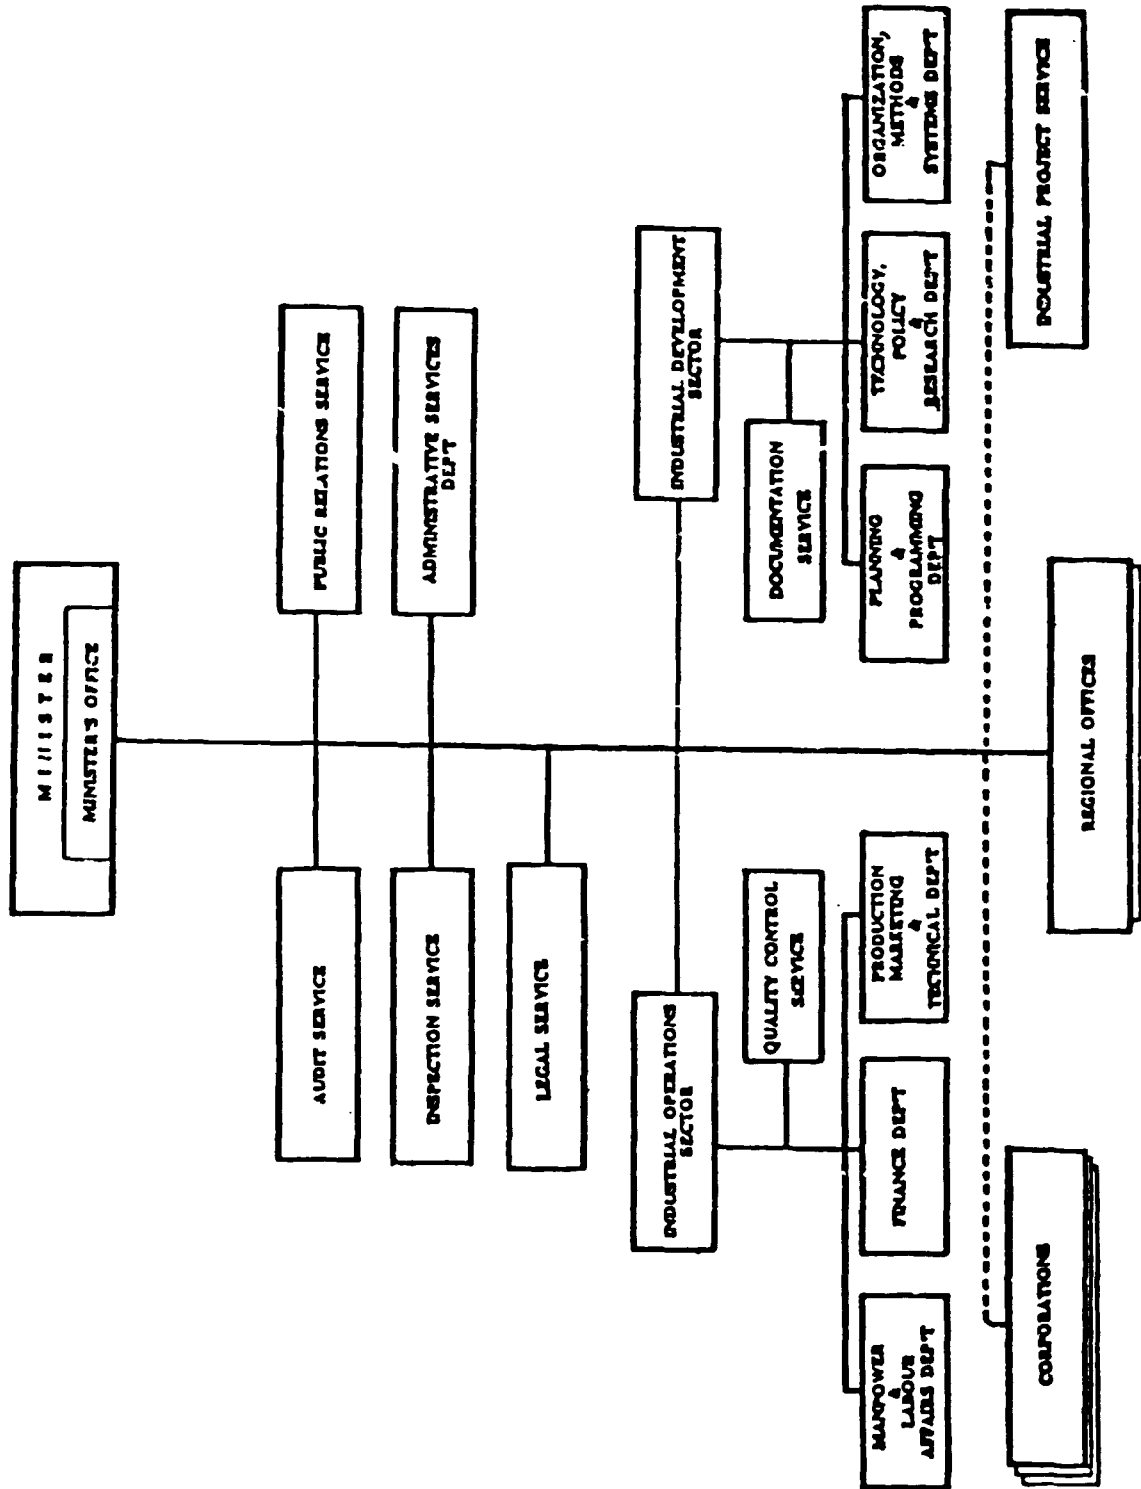 MINISTER
MINISTER'S OFFICE
AUDIT SERVICE
PUBLIC RELATIONS SERVICE
INSPECTION SERVICE
ADMINISTRATIVE SERVICES
DEPT
LEGAL SERVICE
INDUSTRIAL OPERATIONS
SECTOR
INDUSTRIAL DEVELOPMENT
SECTOR
QUALITY CONTROL
SERVICE
DOCUMENTATION
SERVICE
MANPOWER
&
LABOUR
AFFAIRS DEPT
FINANCE DEPT
PRODUCTION
MARKETING
&
TECHNICAL DEPT
PLANNING
&
PROGRAMMING
DEPT
TECHNOLOGY,
POLICY
&
RESEARCH DEPT
ORGANIZATION,
METHODS
&
SYSTEMS DEPT
CORPORATIONS
REGIONAL OFFICES
INDUSTRIAL PROJECT SERVICE